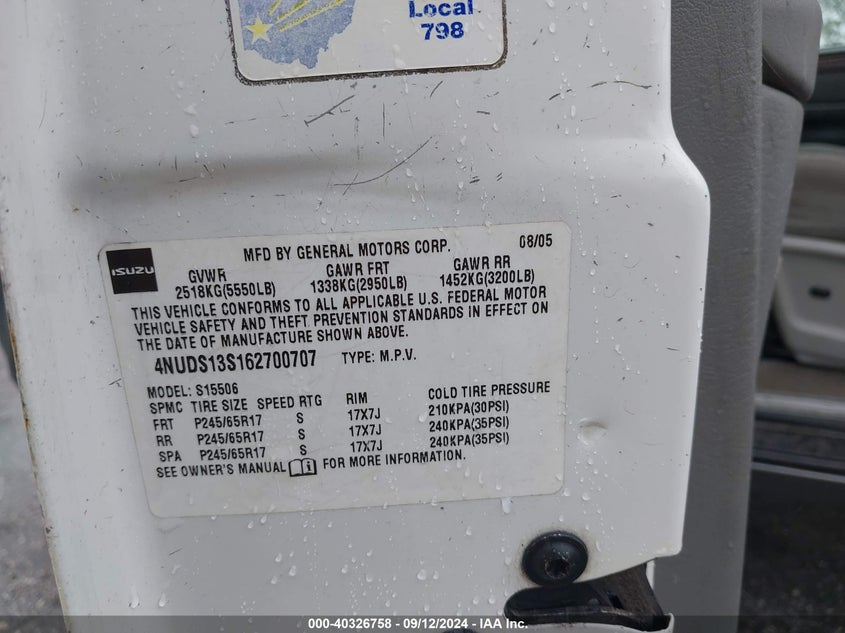 Local
798
MFD BY GENERAL MOTORS CORP. 08/05
ISUZU
GVWR GAWR FRT GAWR RR
2518KG(5550LB) 1338KG(2950LB) 1452KG(3200LB)
THIS VEHICLE CONFORMS TO ALL APPLICABLE U.S. FEDERAL MOTOR
VEHICLE SAFETY AND THEFT PREVENTION STANDARDS IN EFFECT ON
THE DATE OF MANUFACTURE SHOWN ABOVE.
4NUDS13S162700707 TYPE: M.P.V.
MODEL: S15506
SPMC TIRE SIZE SPEED RTG RIM COLD TIRE PRESSURE
FRT P245/65R17 S 17X7J 210KPA(30PSI)
RR P245/65R17 S 17X7J 240KPA(35PSI)
SPA P245/65R17 S 17X7J 240KPA(35PSI)
SEE OWNER'S MANUAL FOR MORE INFORMATION.
000-40326758 - 09/12/2024 - IAA Inc.